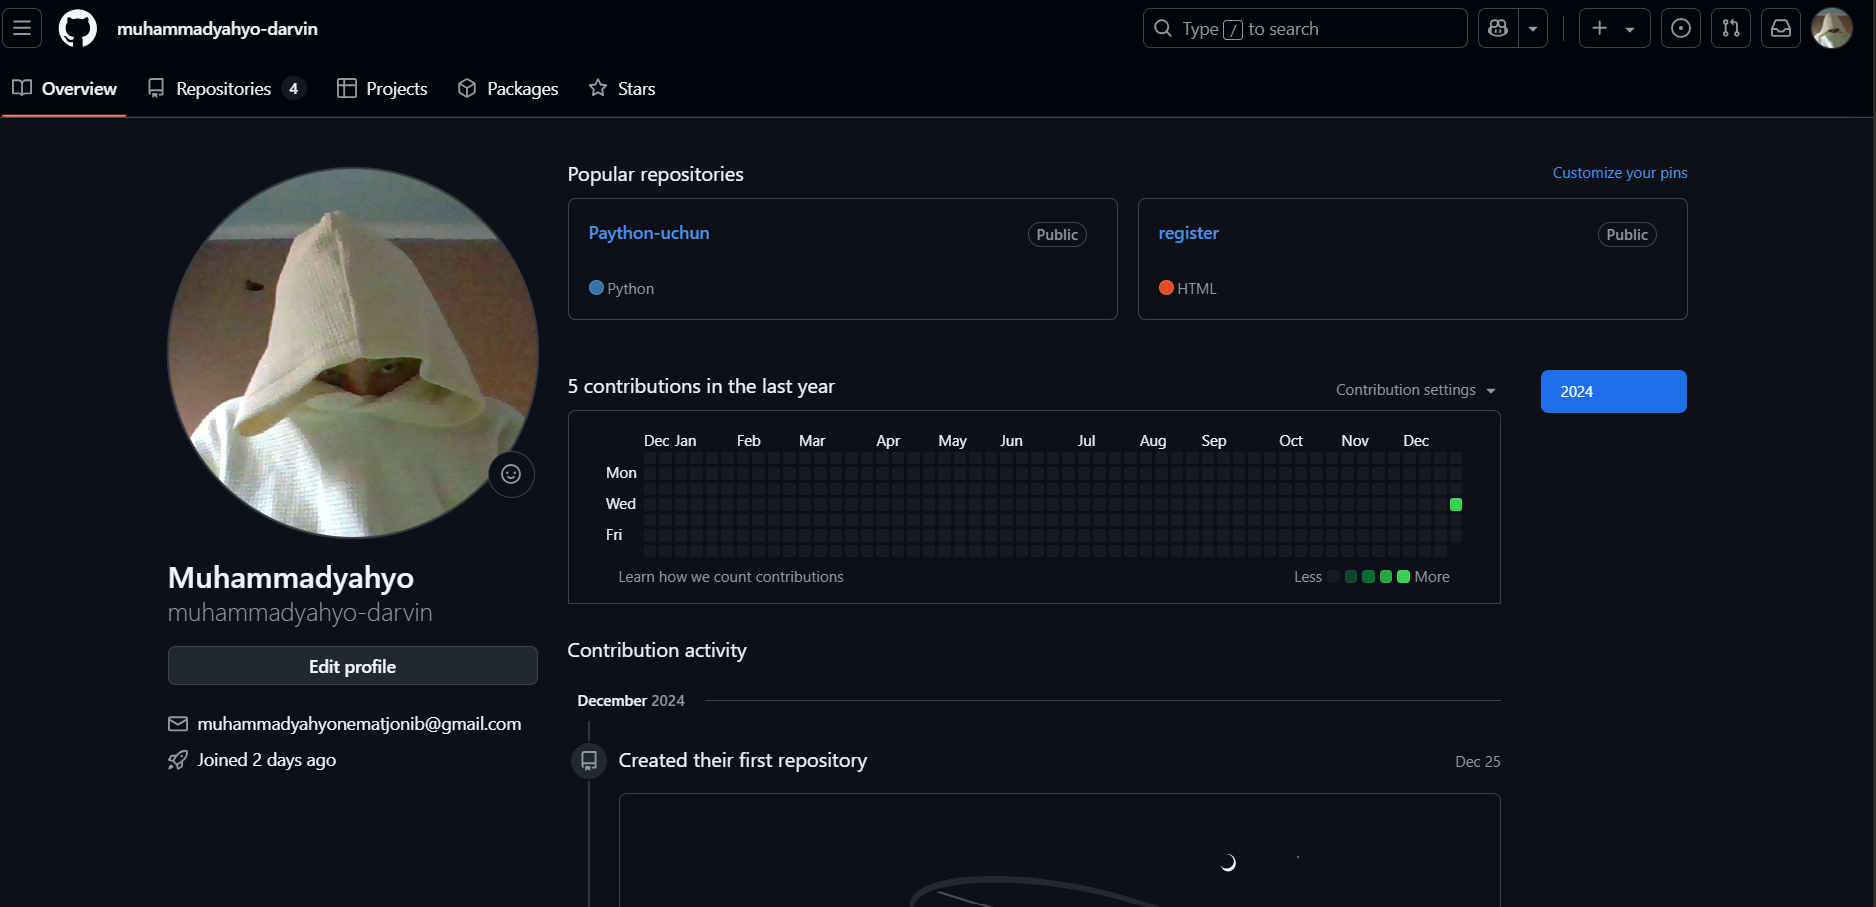 muhammadyahyo-darvin
Type / to search
Overview
Repositories 4
Projects
Packages
Stars
Popular repositories
Customize your pins
Paython-uchun
Public
Python
register
Public
HTML
5 contributions in the last year
Contribution settings
2024
Dec Jan Feb Mar Apr May Jun Jul Aug Sep Oct Nov Dec
Mon
Wed
Fri
Learn how we count contributions
Less More
Muhammadyahyo
muhammadyahyo-darvin
Edit profile
muhammadyahyonematjonib@gmail.com
Joined 2 days ago
Contribution activity
December 2024
Created their first repository
Dec 25